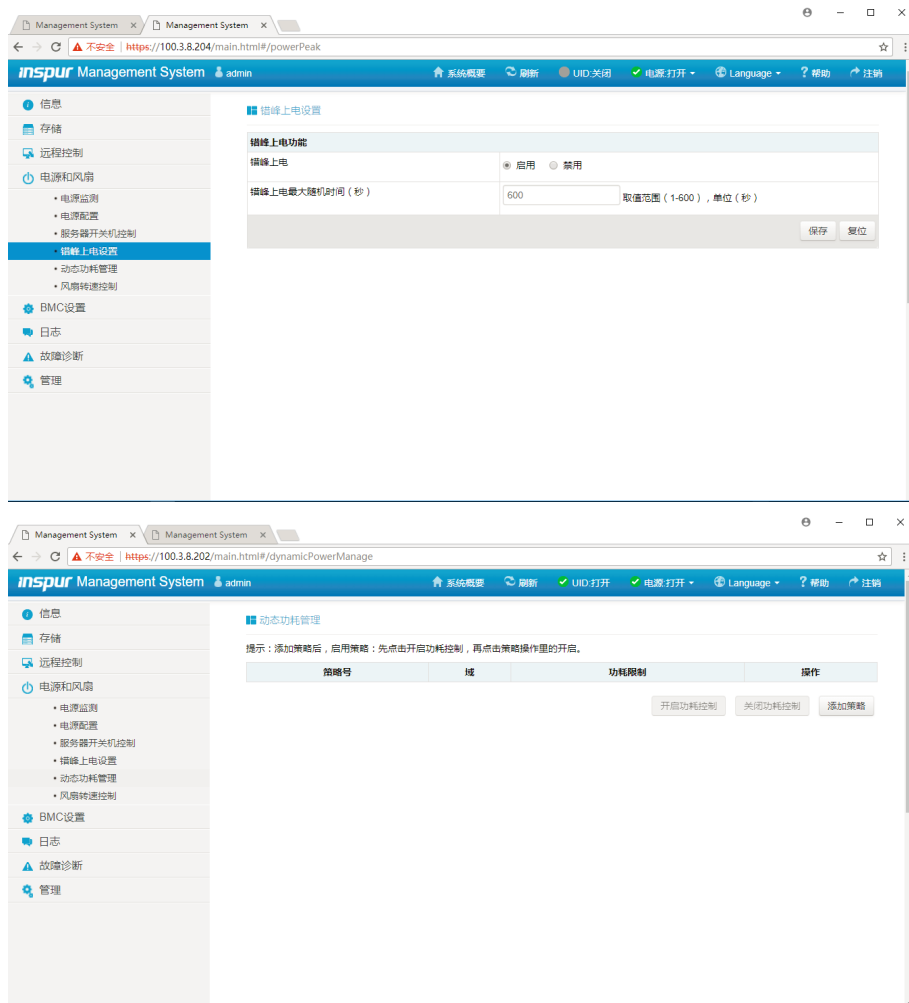 Management System × Management System ×
不安全 | https://100.3.8.204/main.html#/powerPeak
inspur Management System admin 系统概要 刷新 UID:关闭 电源:打开 Language ? 帮助 注销
信息
错峰上电设置
存储
错峰上电功能
远程控制
错峰上电 启用 禁用
电源和风扇
错峰上电最大随机时间(秒) 600 取值范围(1-600),单位(秒)
• 电源监测
• 电源配置
• 服务器开关机控制
保存 复位
• 错峰上电设置
• 动态功耗管理
• 风扇转速控制
BMC设置
日志
故障诊断
管理
Management System × Management System ×
不安全 | https://100.3.8.202/main.html#/dynamicPowerManage
inspur Management System admin 系统概要 刷新 UID:打开 电源:打开 Language ? 帮助 注销
信息
动态功耗管理
存储
提示:添加策略后,启用策略:先点击开启功耗控制,再点击策略操作里的开启。
远程控制
策略号 域 功耗限制 操作
电源和风扇
• 电源监测
开启功耗控制 关闭功耗控制 添加策略
• 电源配置
• 服务器开关机控制
• 错峰上电设置
• 动态功耗管理
• 风扇转速控制
BMC设置
日志
故障诊断
管理